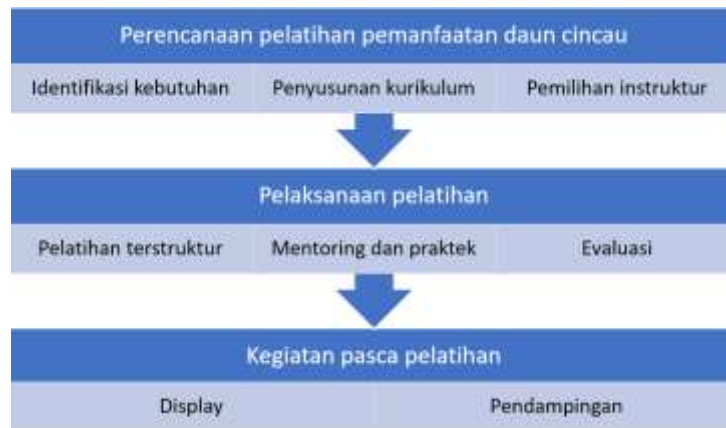 Perencanaan pelatihan pemanfaatan daun cincau
Identifikasi kebutuhan Penyusunan kurikulum Pemilihan instruktur
Pelaksanaan pelatihan
Pelatihan terstruktur Mentoring dan praktek Evaluasi
Kegiatan pasca pelatihan
Display Pendampingan